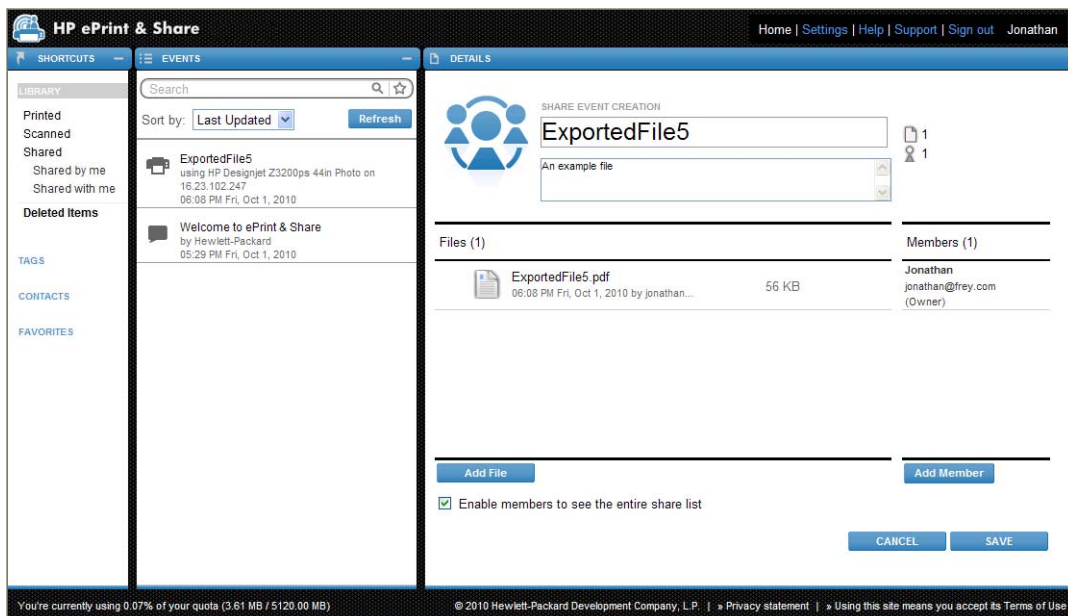 HP ePrint & Share
Home | Settings | Help | Support | Sign out Jonathan
SHORTCUTS
LIBRARY
Printed
Scanned
Shared
Shared by me
Shared with me
Deleted Items
TAGS
CONTACTS
FAVORITES
EVENTS
Search
Sort by: Last Updated Refresh
ExportedFile5
using HP Designjet Z3200ps 44in Photo on
16.23.102.247
06:08 PM Fri, Oct 1, 2010
Welcome to ePrint & Share
by Hewlett-Packard
05:29 PM Fri, Oct 1, 2010
DETAILS
SHARE EVENT CREATION
ExportedFile5
1
An example file
1
Files (1)
ExportedFile5.pdf
56 KB
06:08 PM Fri, Oct 1, 2010 by jonathan...
Members (1)
Jonathan
jonathan@frey.com
(Owner)
Add File
Add Member
Enable members to see the entire share list
CANCEL SAVE
You're currently using 0.07% of your quota (3.61 MB / 5120.00 MB)
© 2010 Hewlett-Packard Development Company, L.P. | » Privacy statement | » Using this site means you accept its Terms of Use